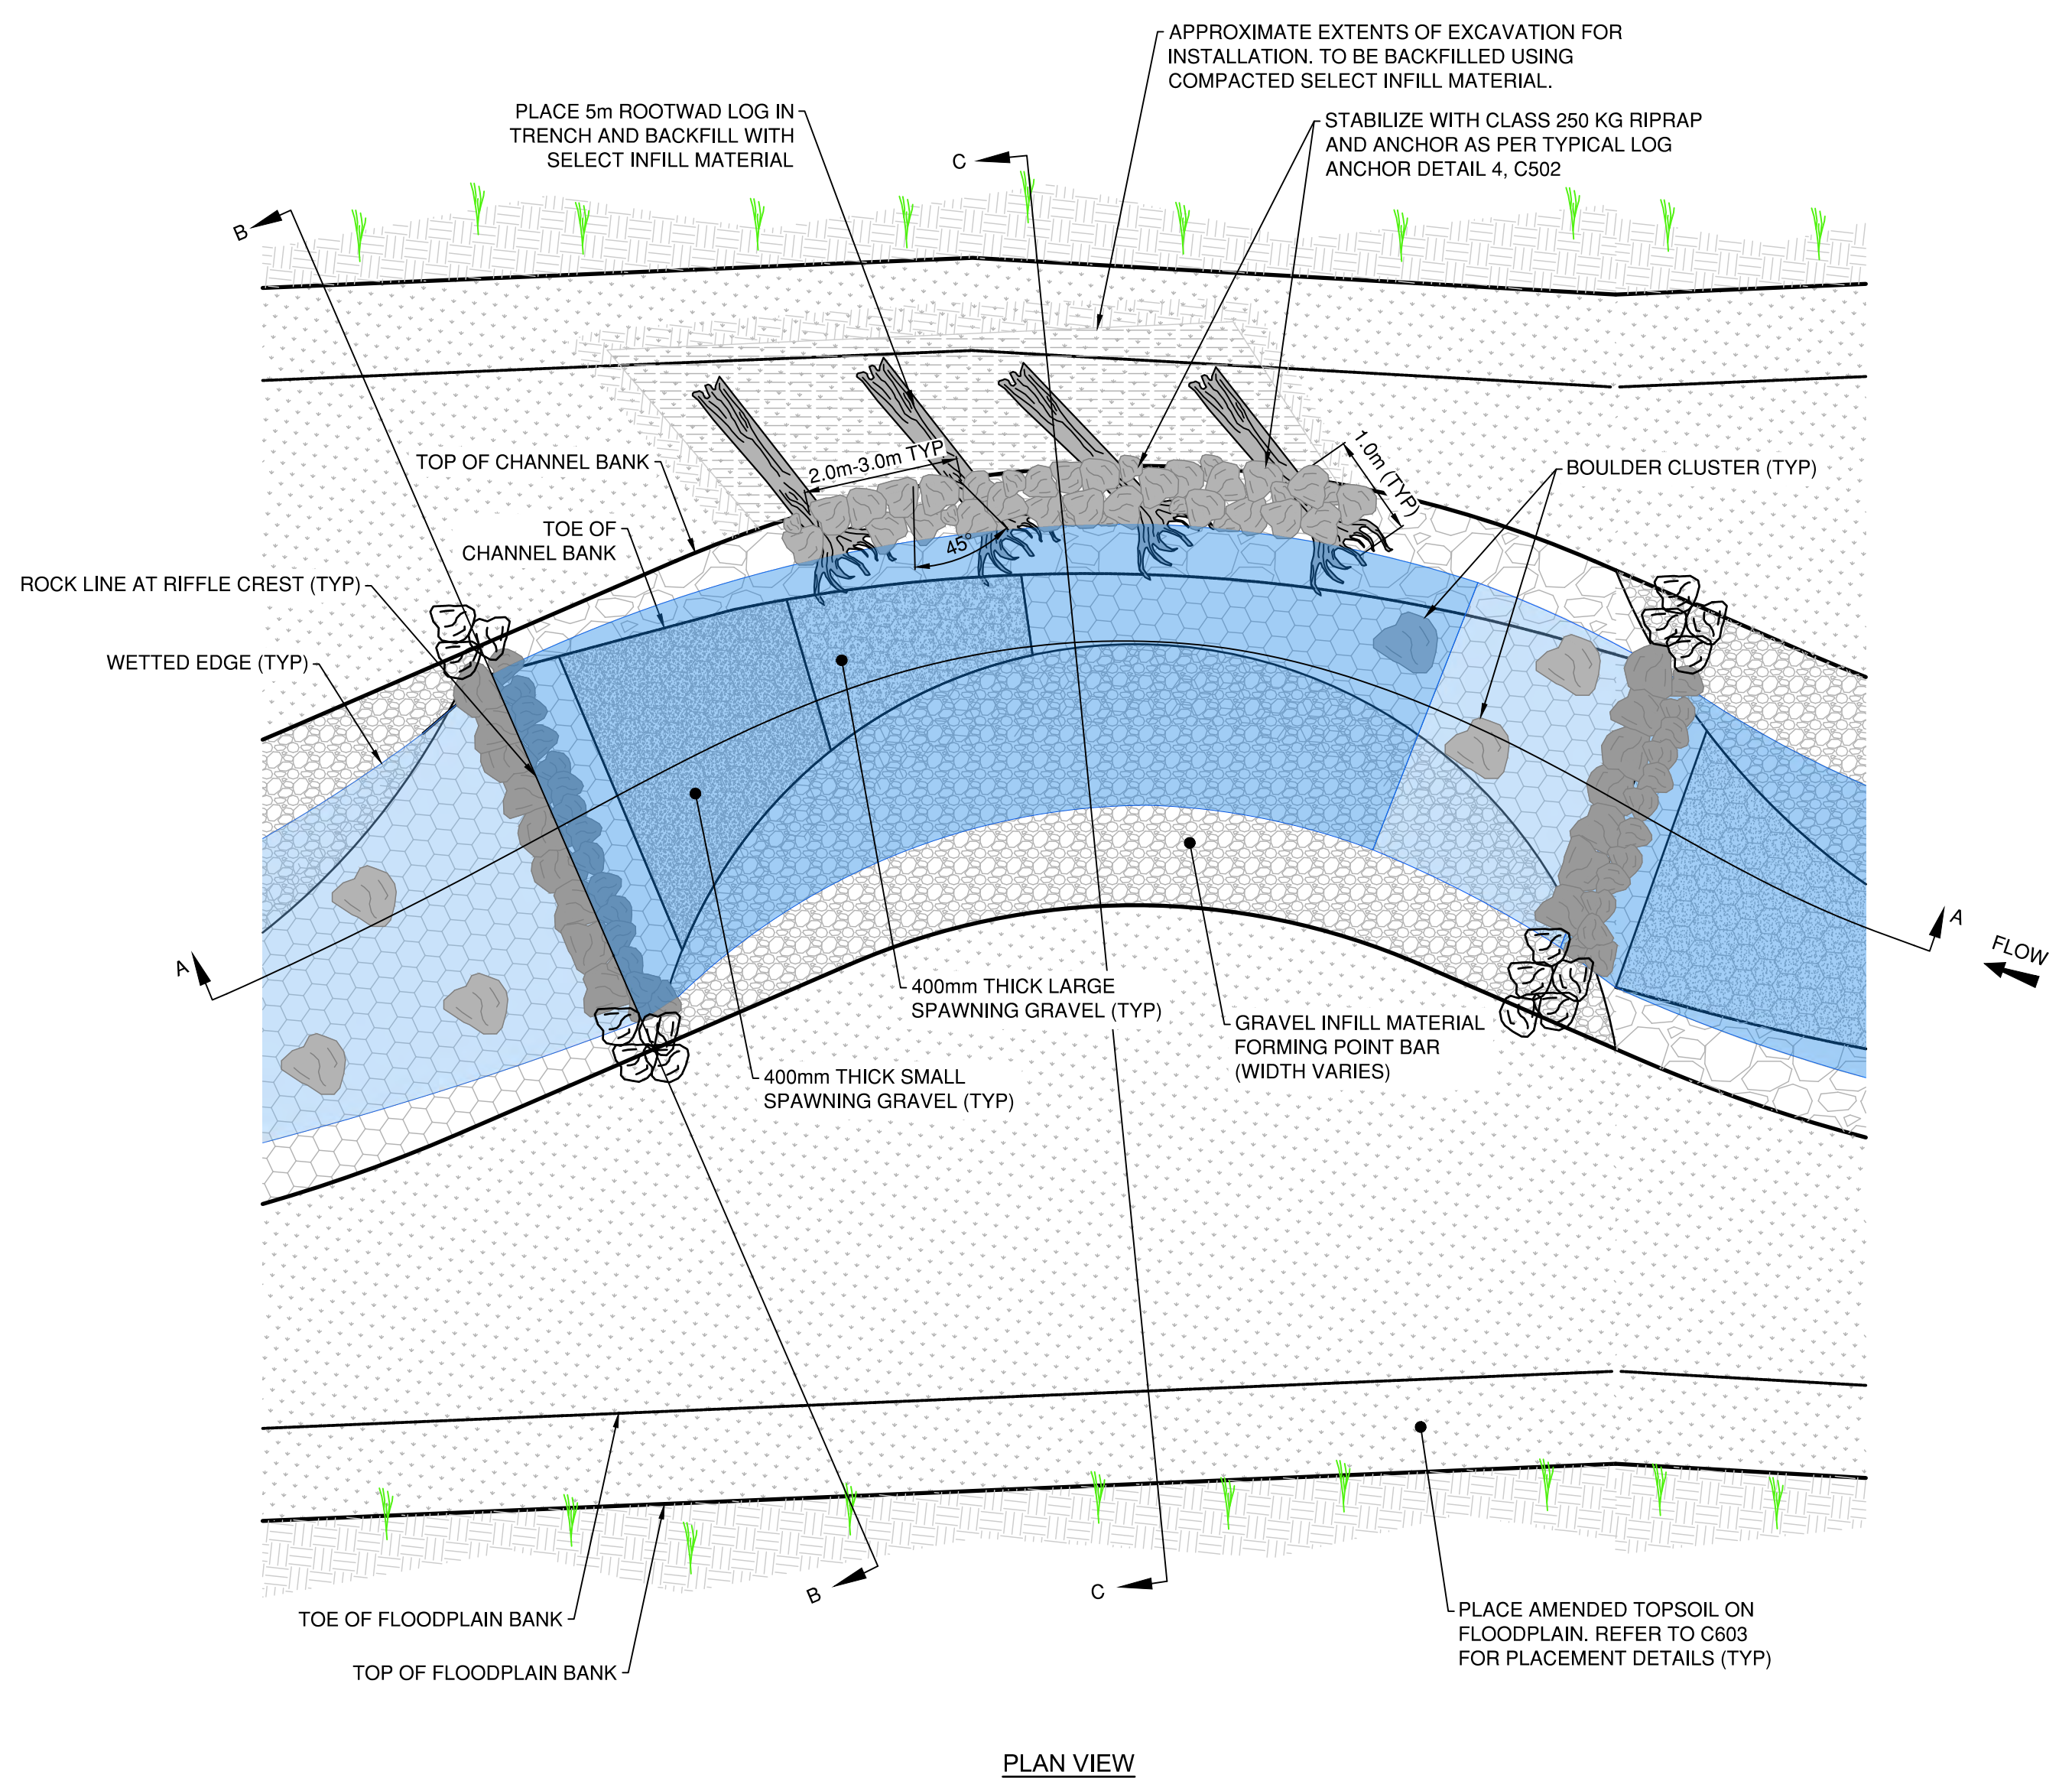 APPROXIMATE EXTENTS OF EXCAVATION FOR
INSTALLATION. TO BE BACKFILLED USING
COMPACTED SELECT INFILL MATERIAL.
PLACE 5m ROOTWAD LOG IN
TRENCH AND BACKFILL WITH
SELECT INFILL MATERIAL
STABILIZE WITH CLASS 250 KG RIPRAP
AND ANCHOR AS PER TYPICAL LOG
ANCHOR DETAIL 4, C502
C
B
TOP OF CHANNEL BANK
2.0m-3.0m TYP
1.0m (TYP)
BOULDER CLUSTER (TYP)
TOE OF
CHANNEL BANK
45°
ROCK LINE AT RIFFLE CREST (TYP)
WETTED EDGE (TYP)
A
A
FLOW
400mm THICK LARGE
SPAWNING GRAVEL (TYP)
GRAVEL INFILL MATERIAL
FORMING POINT BAR
(WIDTH VARIES)
400mm THICK SMALL
SPAWNING GRAVEL (TYP)
B
C
TOE OF FLOODPLAIN BANK
TOP OF FLOODPLAIN BANK
PLACE AMENDED TOPSOIL ON
FLOODPLAIN. REFER TO C603
FOR PLACEMENT DETAILS (TYP)
PLAN VIEW